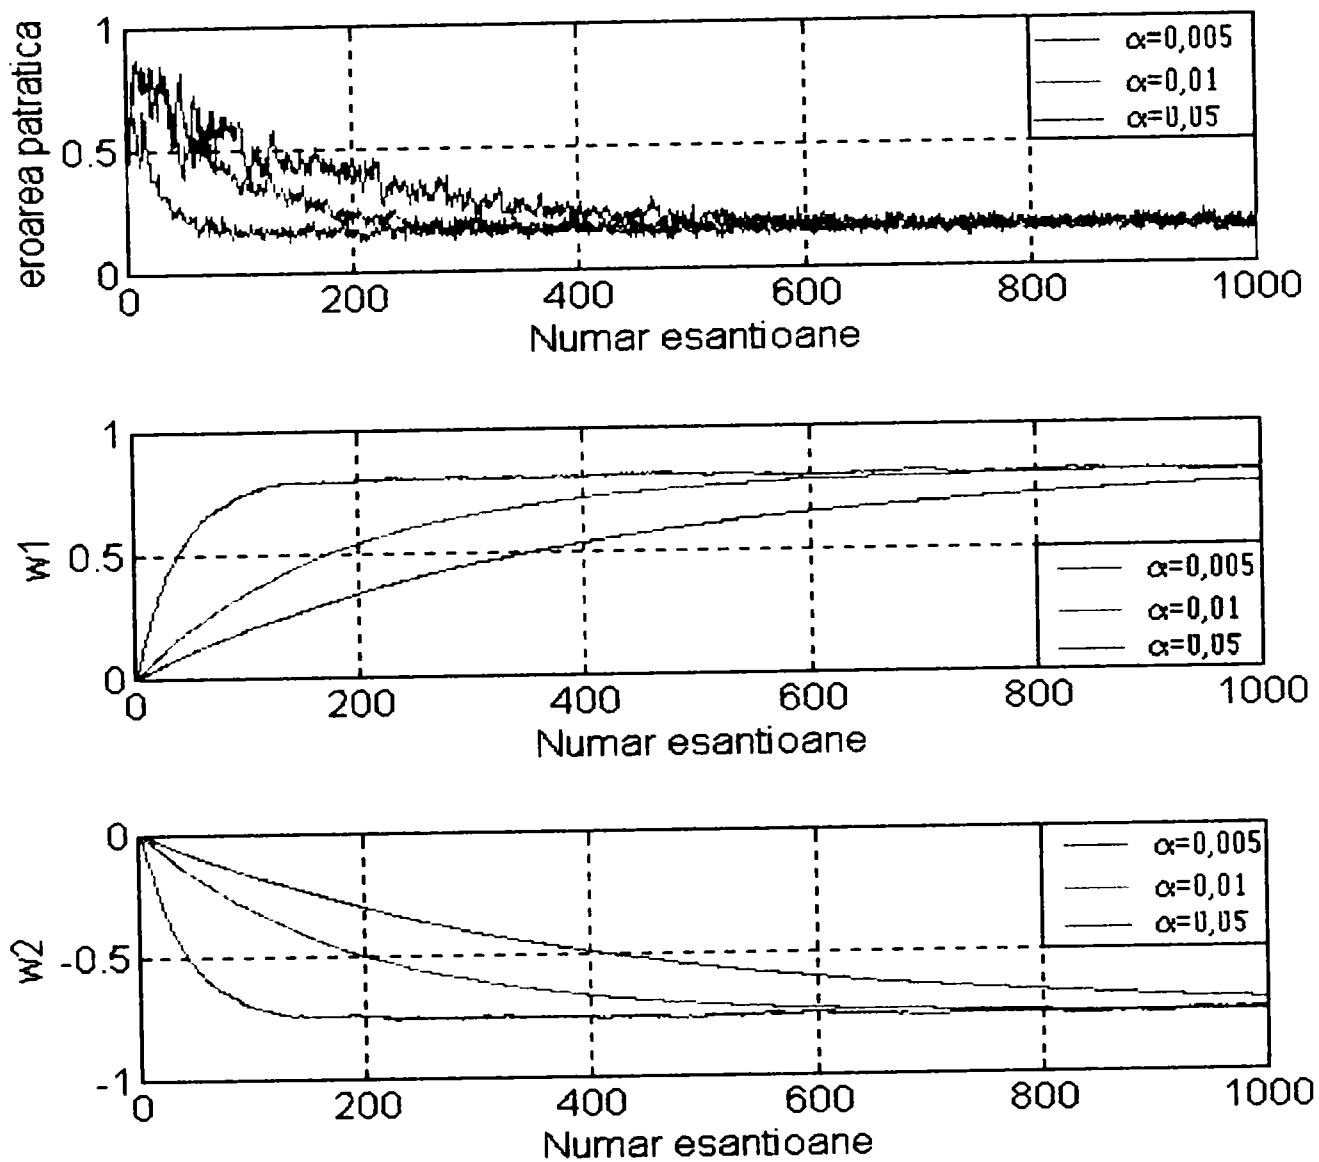 eroarea patratica
1
0.5
0
α=0,005
α=0,01
α=0,05
0 200 400 600 800 1000
Numar esantioane
w1
1
0.5
0
α=0,005
α=0,01
α=0,05
0 200 400 600 800 1000
Numar esantioane
w2
0
-0.5
-1
α=0,005
α=0,01
α=0,05
0 200 400 600 800 1000
Numar esantioane